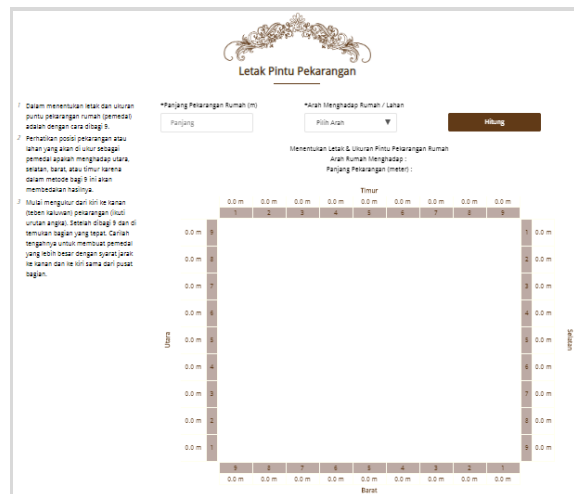 Letak Pintu Pekarangan
1 Dalam menentukan letak dan ukuran
puntu pekarangan rumah (pemedal)
adalah dengan cara dibagi 9.
2 Perhatikan posisi pekarangan atau
lahan yang akan di ukur sebagai
pemedal apakah menghadap utara,
selatan, barat, atau timur karena
dalam metode bagi 9 ini akan
membedakan hasilnya.
3 Mulai mengukur dari kiri ke kanan
(teben kaluwan) pekarangan (ikuti
urutan angka). Setelah dibagi 9 dan di
temukan bagian yang tepat. Carilah
tengahnya untuk membuat pemedal
yang lebih besar dengan syarat jarak
ke kanan dan ke kiri sama dari pusat
bagian.
*Panjang Pekarangan Rumah (m)
Panjang
*Arah Menghadap Rumah / Lahan
Pilih Arah ▼
Hitung
Menentukan Letak & Ukuran Pintu Pekarangan Rumah
Arah Rumah Menghadap :
Panjang Pekarangan (meter) :
Timur
0.0 m 0.0 m 0.0 m 0.0 m 0.0 m 0.0 m 0.0 m 0.0 m 0.0 m
1 2 3 4 5 6 7 8 9
0.0 m 9 1 0.0 m
0.0 m 8 2 0.0 m
0.0 m 7 3 0.0 m
0.0 m 6 4 0.0 m
Utara
0.0 m 5 5 0.0 m
Selatan
0.0 m 4 6 0.0 m
0.0 m 3 7 0.0 m
0.0 m 2 8 0.0 m
0.0 m 1 9 0.0 m
9 8 7 6 5 4 3 2 1
0.0 m 0.0 m 0.0 m 0.0 m 0.0 m 0.0 m 0.0 m 0.0 m 0.0 m
Barat